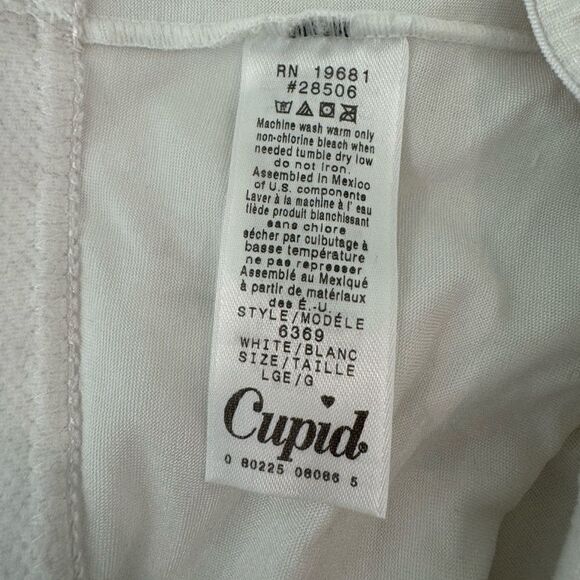 RN 19681
#28506
Machine wash warm only
non-chlorine bleach when
needed tumble dry low
do not iron.
Assembled in Mexico
of U.S. components
Laver à la machine à l' eau
tiède produit blanchissant
sans chlore
sécher par culbutage à
basse température
ne pas represser
Assemblé au Mexiqué
à partir de matériaux
des É.-U.
STYLE/MODÉLE
6369
WHITE/BLANC
SIZE/TAILLE
LGE/G
Cupid®
0 80225 08086 5